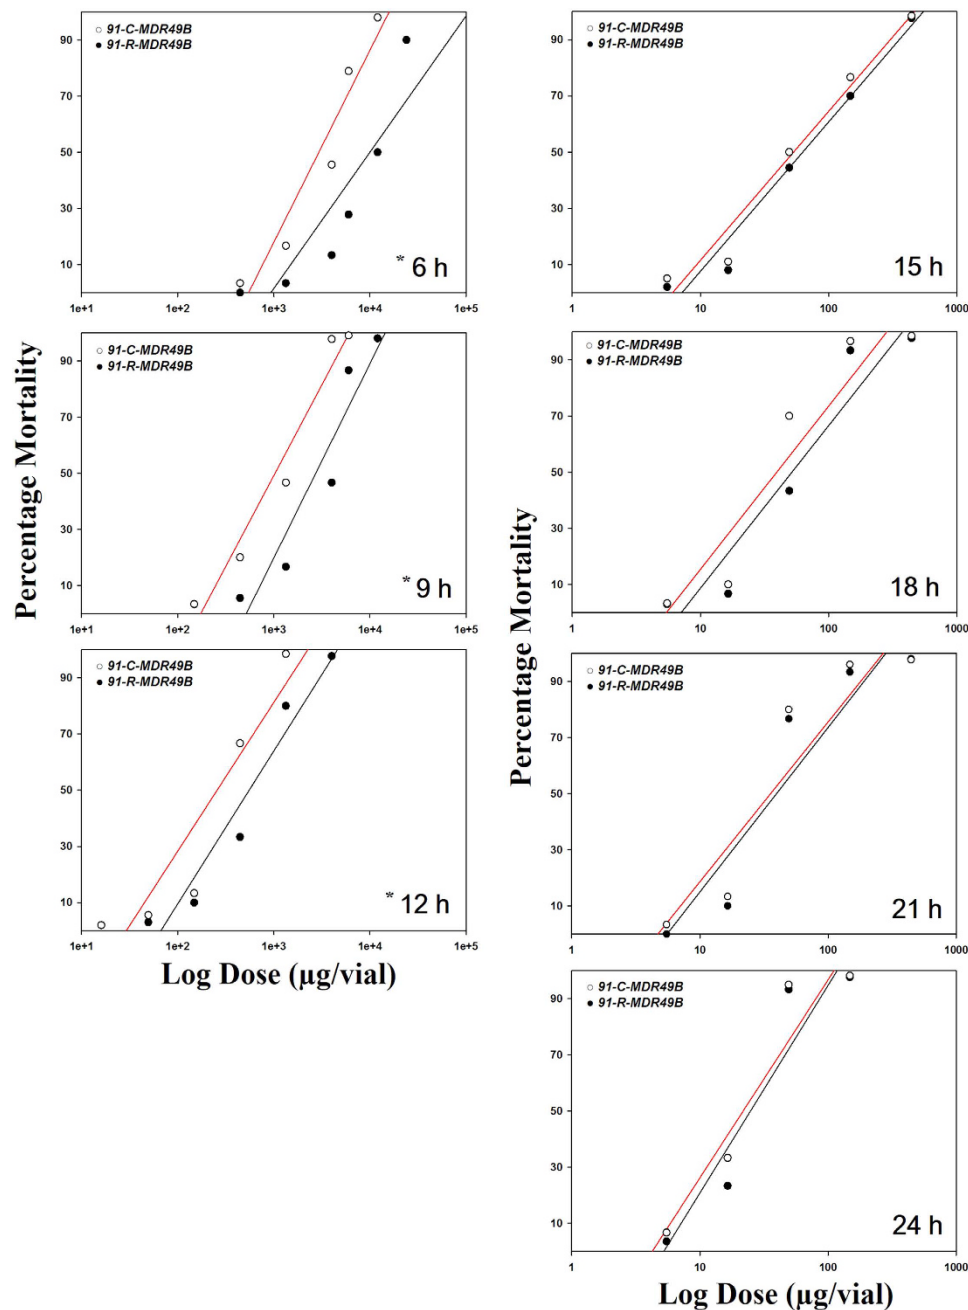 91-C-MDR49B
91-R-MDR49B
90
70
50
30
10
* 6 h
1e+1 1e+2 1e+3 1e+4 1e+5
91-C-MDR49B
91-R-MDR49B
90
70
50
30
10
* 9 h
1e+1 1e+2 1e+3 1e+4 1e+5
91-C-MDR49B
91-R-MDR49B
90
70
50
30
10
* 12 h
1e+1 1e+2 1e+3 1e+4 1e+5
Percentage Mortality
Log Dose (µg/vial)
91-C-MDR49B
91-R-MDR49B
90
70
50
30
10
15 h
1 10 100 1000
91-C-MDR49B
91-R-MDR49B
90
70
50
30
10
18 h
1 10 100 1000
91-C-MDR49B
91-R-MDR49B
90
70
50
30
10
21 h
1 10 100 1000
91-C-MDR49B
91-R-MDR49B
90
70
50
30
10
24 h
1 10 100 1000
Percentage Mortality
Log Dose (µg/vial)